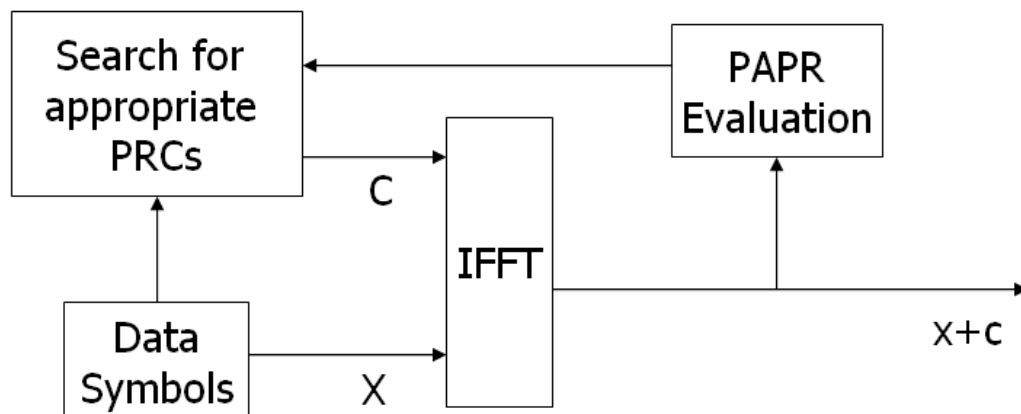 Search for
appropriate
PRCs
PAPR
Evaluation
C
IFFT
Data
Symbols
X
x+c